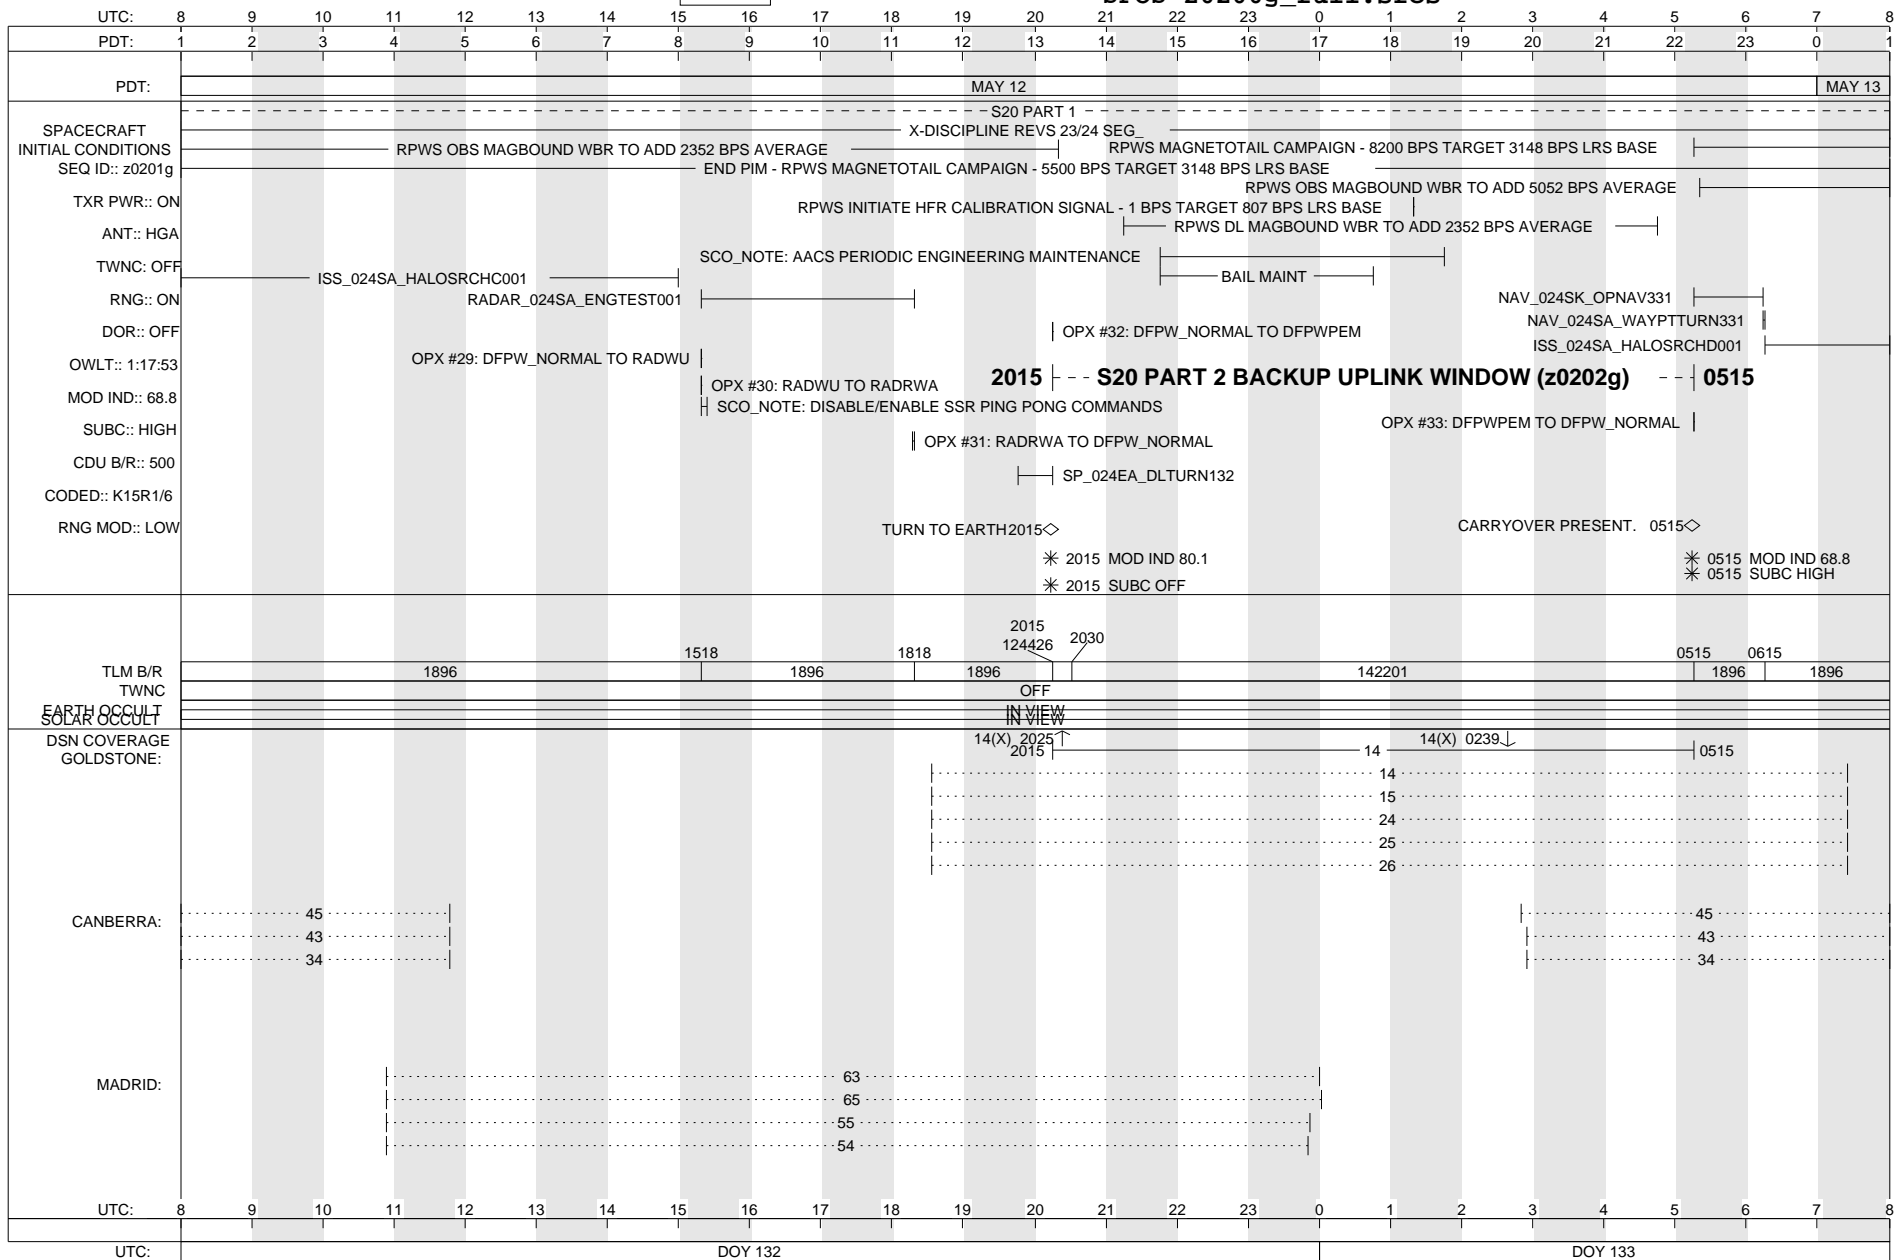 UTC: 8 9 10 11 12 13 14 15 16 17 18 19 20 21 22 23 0 1 2 3 4 5 6 7 8
PDT: 1 2 3 4 5 6 7 8 9 10 11 12 13 14 15 16 17 18 19 20 21 22 23 0 1
PDT: MAY 12 MAY 13
S20 PART 1
SPACECRAFT
INITIAL CONDITIONS
X-DISCIPLINE REVS 23/24 SEG_
RPWS OBS MAGBOUND WBR TO ADD 2352 BPS AVERAGE
RPWS MAGNETOTAIL CAMPAIGN - 8200 BPS TARGET 3148 BPS LRS BASE
SEQ ID:: z0201g
END PIM - RPWS MAGNETOTAIL CAMPAIGN - 5500 BPS TARGET 3148 BPS LRS BASE
RPWS OBS MAGBOUND WBR TO ADD 5052 BPS AVERAGE
TXR PWR:: ON
RPWS INITIATE HFR CALIBRATION SIGNAL - 1 BPS TARGET 807 BPS LRS BASE
RPWS DL MAGBOUND WBR TO ADD 2352 BPS AVERAGE
ANT:: HGA
SCO_NOTE: AACS PERIODIC ENGINEERING MAINTENANCE
TWNC: OFF
ISS_024SA_HALOSRCHC001
BAIL MAINT
RNG:: ON
RADAR_024SA_ENGTEST001
NAV_024SK_OPNAV331
NAV_024SA_WAYPTTURN331
DOR:: OFF
OPX #32: DFPW_NORMAL TO DFPWPEM
ISS_024SA_HALOSRCHD001
OPX #29: DFPW_NORMAL TO RADWU
OWLT:: 1:17:53
2015 S20 PART 2 BACKUP UPLINK WINDOW (z0202g) 0515
OPX #30: RADWU TO RADRWA
MOD IND:: 68.8
SCO_NOTE: DISABLE/ENABLE SSR PING PONG COMMANDS
OPX #33: DFPWPEM TO DFPW_NORMAL
SUBC:: HIGH
OPX #31: RADRWA TO DFPW_NORMAL
CDU B/R:: 500
SP_024EA_DLTURN132
CODED:: K15R1/6
RNG MOD:: LOW
TURN TO EARTH 2015
CARRYOVER PRESENT. 0515
2015 MOD IND 80.1
0515 MOD IND 68.8
0515 SUBC HIGH
2015 SUBC OFF
2015
124426
2030
1518 1818 0515 0615
TLM B/R 1896 1896 1896 142201 1896 1896
TWNC OFF
EARTH OCCULT IN VIEW
SOLAR OCCULT IN VIEW
DSN COVERAGE
14(X) 2025 14(X) 0239
GOLDSTONE:
2015 14 0515
14
15
24
25
26
CANBERRA:
45 45
43 43
34 34
MADRID:
63
65
55
54
UTC: 8 9 10 11 12 13 14 15 16 17 18 19 20 21 22 23 0 1 2 3 4 5 6 7 8
UTC: DOY 132 DOY 133